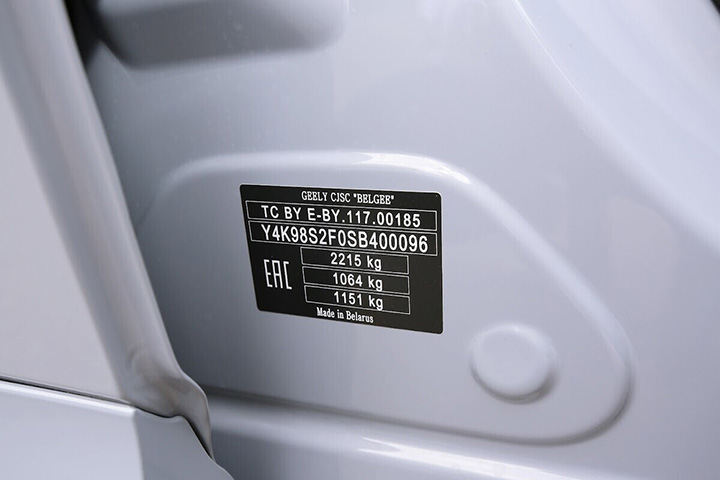 GEELY CJSC "BELGEE"
TC BY E-BY.117.00185
Y4K98S2F0SB400096
2215 kg
EAC
1064 kg
1151 kg
Made in Belarus